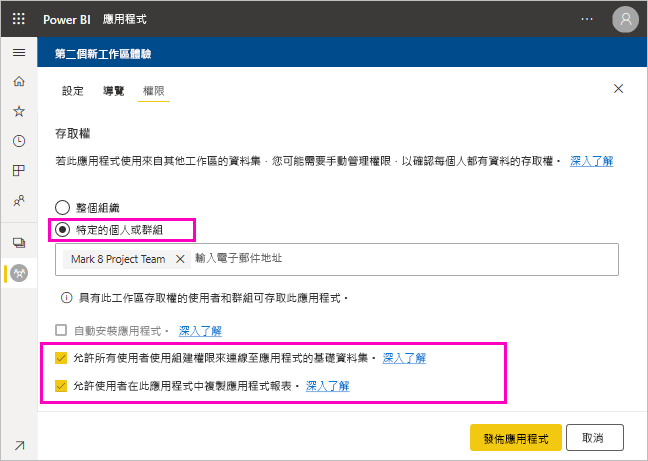 Power BI 應用程式
第二個新工作區體驗
設定 導覽 權限
存取權
若此應用程式使用來自其他工作區的資料集，您可能需要手動管理權限，以確認每個人都有資料的存取權。 深入了解
整個組織
特定的個人或群組
Mark 8 Project Team 輸入電子郵件地址
具有此工作區存取權的使用者和群組可存取此應用程式。
自動安裝應用程式。 深入了解
允許所有使用者使用組建權限來連線至應用程式的基礎資料集。 深入了解
允許使用者在此應用程式中複製應用程式報表。 深入了解
發佈應用程式 取消